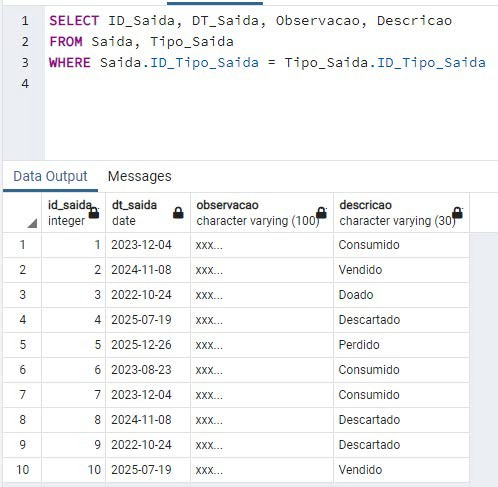 1 SELECT ID_Saida, DT_Saida, Observacao, Descricao
2 FROM Saida, Tipo_Saida
3 WHERE Saida.ID_Tipo_Saida = Tipo_Saida.ID_Tipo_Saida
4
Data Output Messages
id_saida dt_saida observacao descricao
integer date character varying (100) character varying (30)
1 1 2023-12-04 xxx... Consumido
2 2 2024-11-08 xxx... Vendido
3 3 2022-10-24 xxx... Doado
4 4 2025-07-19 xxx... Descartado
5 5 2025-12-26 xxx... Perdido
6 6 2023-08-23 xxx... Consumido
7 7 2023-12-04 xxx... Consumido
8 8 2024-11-08 xxx... Descartado
9 9 2022-10-24 xxx... Descartado
10 10 2025-07-19 xxx... Vendido